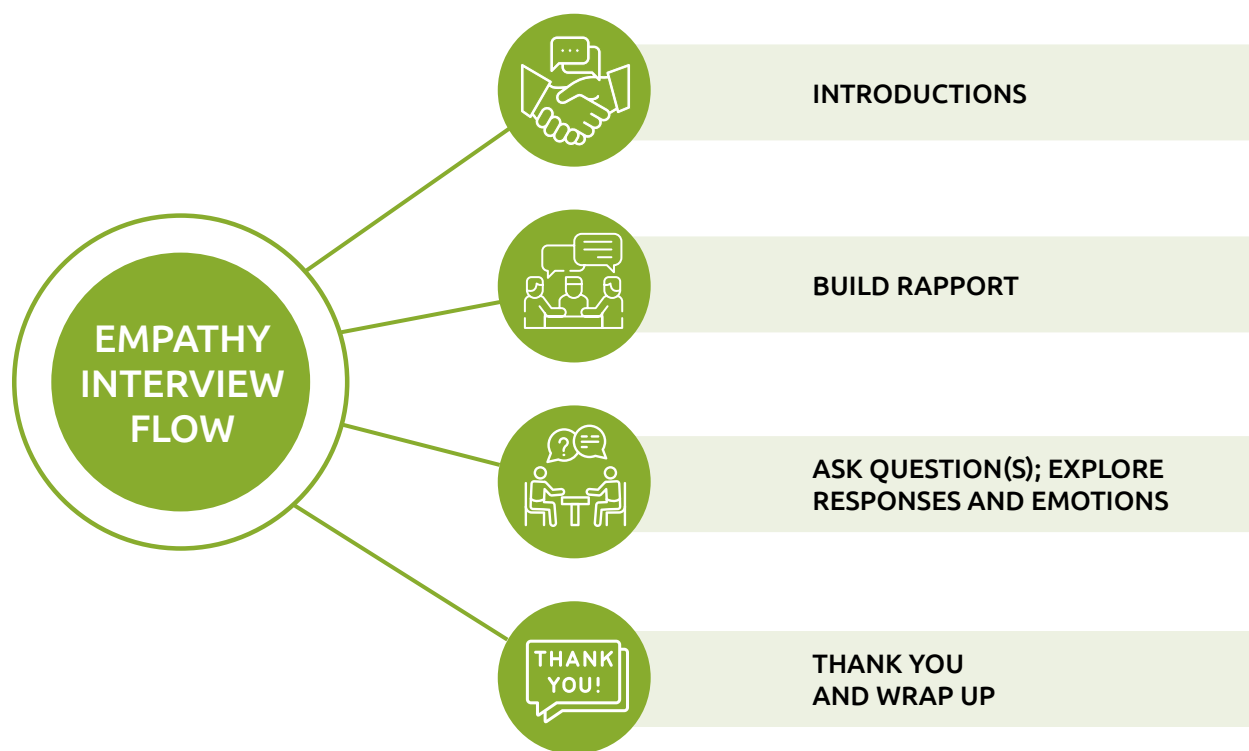 EMPATHY
INTERVIEW
FLOW
INTRODUCTIONS
BUILD RAPPORT
?
ASK QUESTION(S); EXPLORE
RESPONSES AND EMOTIONS
THANK
YOU!
THANK YOU
AND WRAP UP